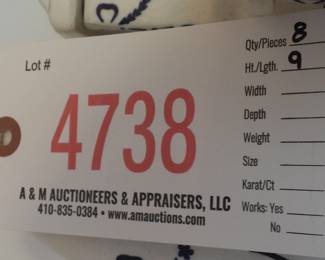 Lot #
4738
A & M AUCTIONEERS & APPRAISERS, LLC
410-835-0384 • www.amauctions.com
Qty/Pieces 8
Ht./Lgth. 9
Width
Depth
Weight
Size
Karat/Ct
Works: Yes
No